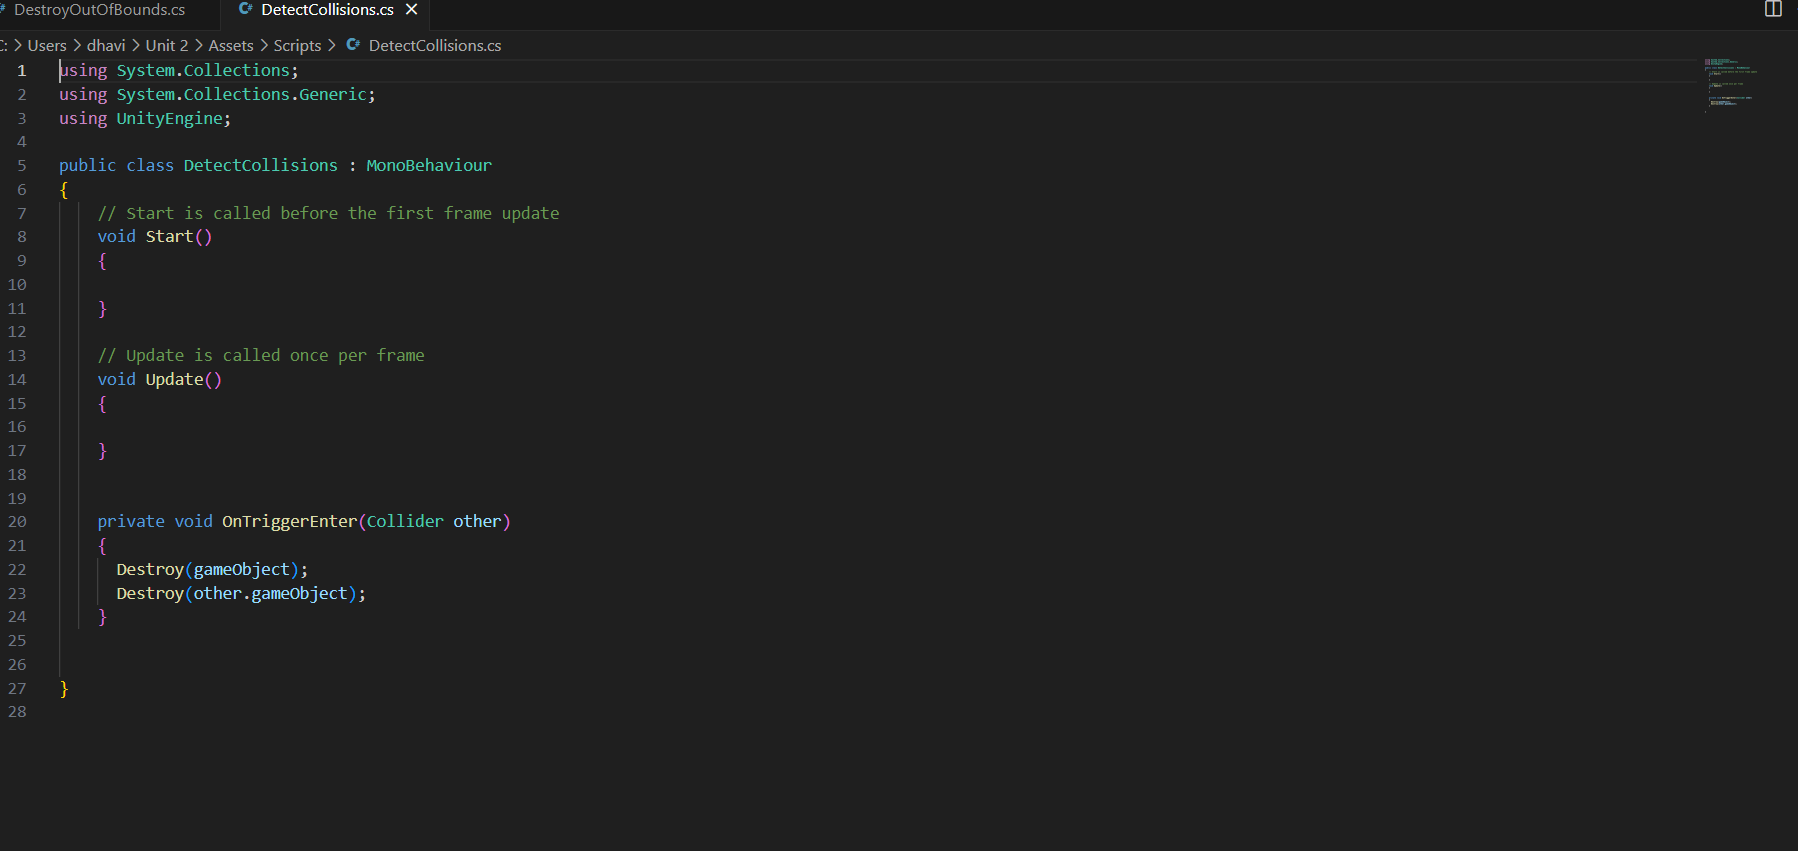 DestroyOutOfBounds.cs
DetectCollisions.cs
C: > Users > dhavi > Unit 2 > Assets > Scripts > DetectCollisions.cs
1 using System.Collections;
2 using System.Collections.Generic;
3 using UnityEngine;
4
5 public class DetectCollisions : MonoBehaviour
6 {
7 // Start is called before the first frame update
8 void Start()
9 {
10
11 }
12
13 // Update is called once per frame
14 void Update()
15 {
16
17 }
18
19
20 private void OnTriggerEnter(Collider other)
21 {
22 Destroy(gameObject);
23 Destroy(other.gameObject);
24 }
25
26
27 }
28